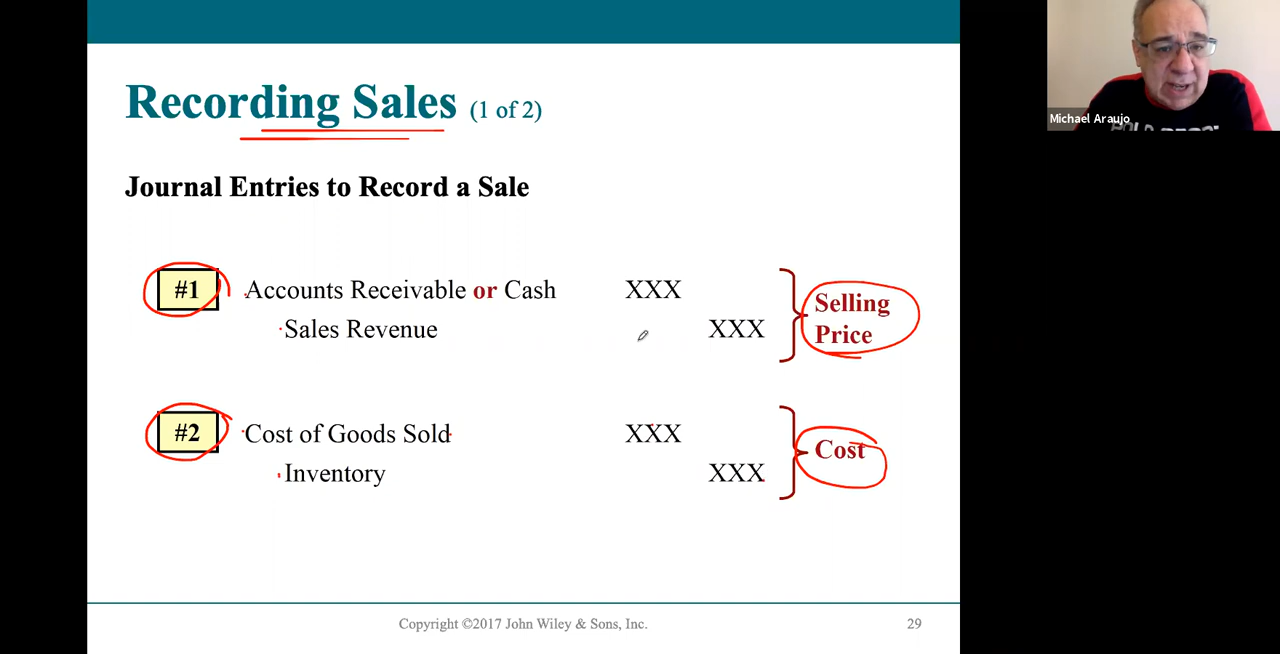 Recording Sales (1 of 2)
Journal Entries to Record a Sale
#1 Accounts Receivable or Cash XXX
Sales Revenue XXX
Selling
Price
#2 Cost of Goods Sold XXX
Inventory XXX
Cost
Copyright ©2017 John Wiley & Sons, Inc. 29
Michael Araujo